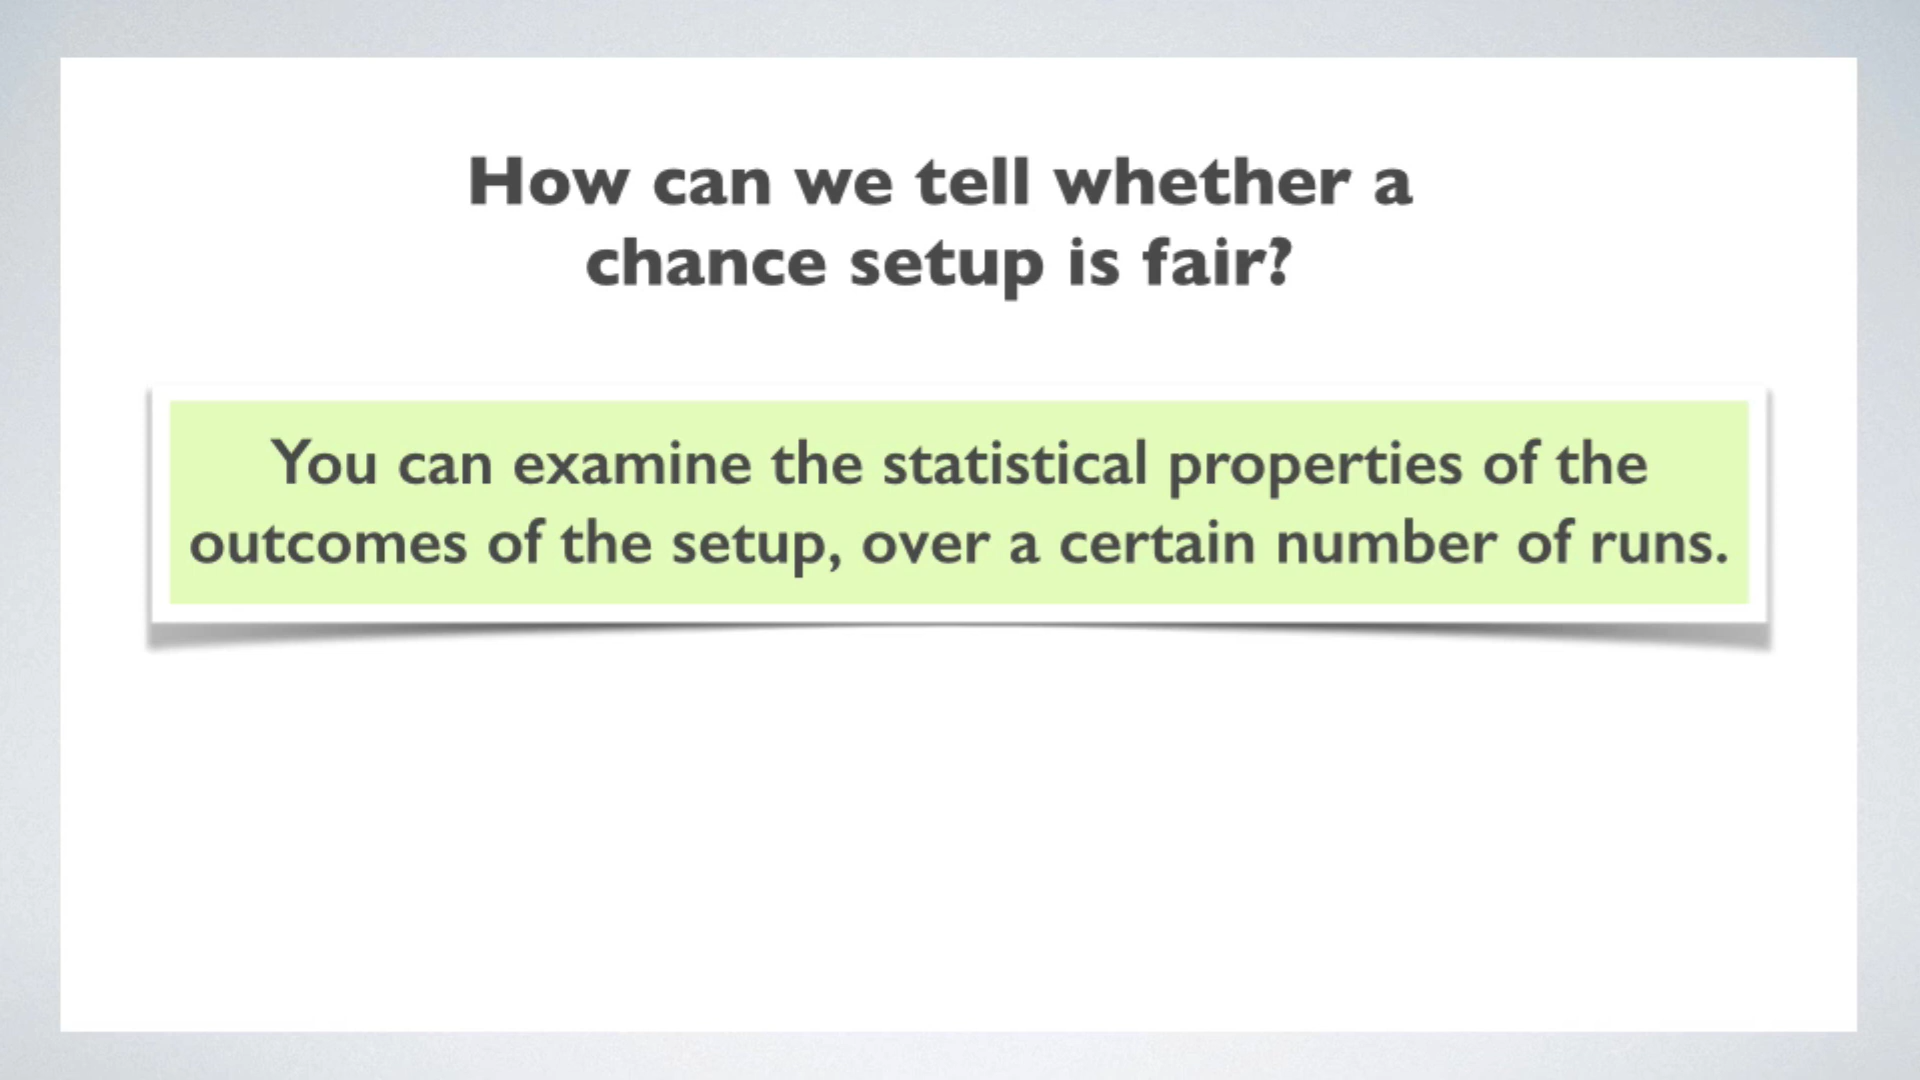 How can we tell whether a
chance setup is fair?
You can examine the statistical properties of the
outcomes of the setup, over a certain number of runs.